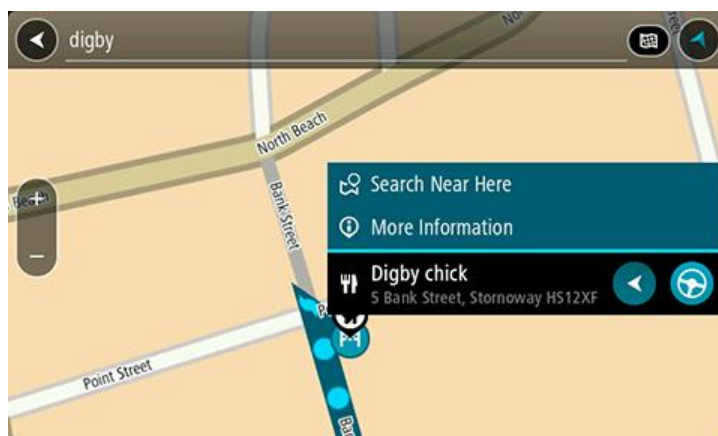 digby
North Beach
Bank Street
Search Near Here
More Information
Digby chick
5 Bank Street, Stornoway HS12XF
Point Street